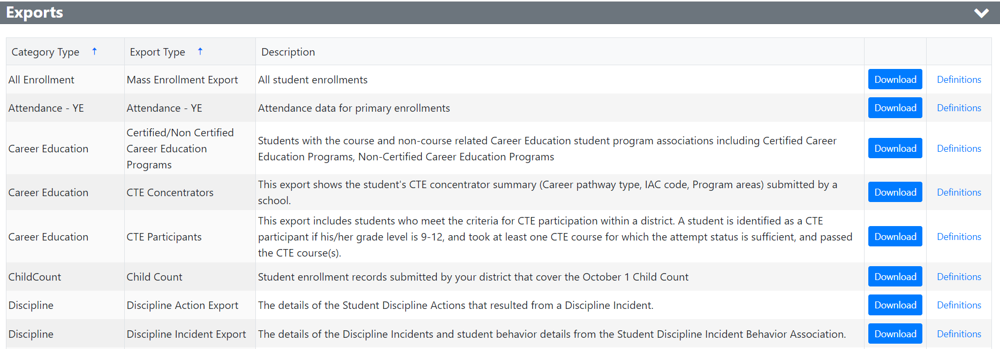 Exports
Category Type ↑ Export Type ↑ Description
All Enrollment Mass Enrollment Export All student enrollments Download Definitions
Attendance - YE Attendance - YE Attendance data for primary enrollments Download Definitions
Career Education
Certified/Non Certified
Career Education
Programs
Students with the course and non-course related Career Education student program associations including Certified Career
Education Programs, Non-Certified Career Education Programs
Download Definitions
Career Education CTE Concentrators
This export shows the student's CTE concentrator summary (Career pathway type, IAC code, Program areas) submitted by a
school.
Download Definitions
Career Education CTE Participants
This export includes students who meet the criteria for CTE participation within a district. A student is identified as a CTE
participant if his/her grade level is 9-12, and took at least one CTE course for which the attempt status is sufficient, and passed
the CTE course(s).
Download Definitions
ChildCount Child Count Student enrollment records submitted by your district that cover the October 1 Child Count Download Definitions
Discipline Discipline Action Export The details of the Student Discipline Actions that resulted from a Discipline Incident. Download Definitions
Discipline Discipline Incident Export The details of the Discipline Incidents and student behavior details from the Student Discipline Incident Behavior Association. Download Definitions